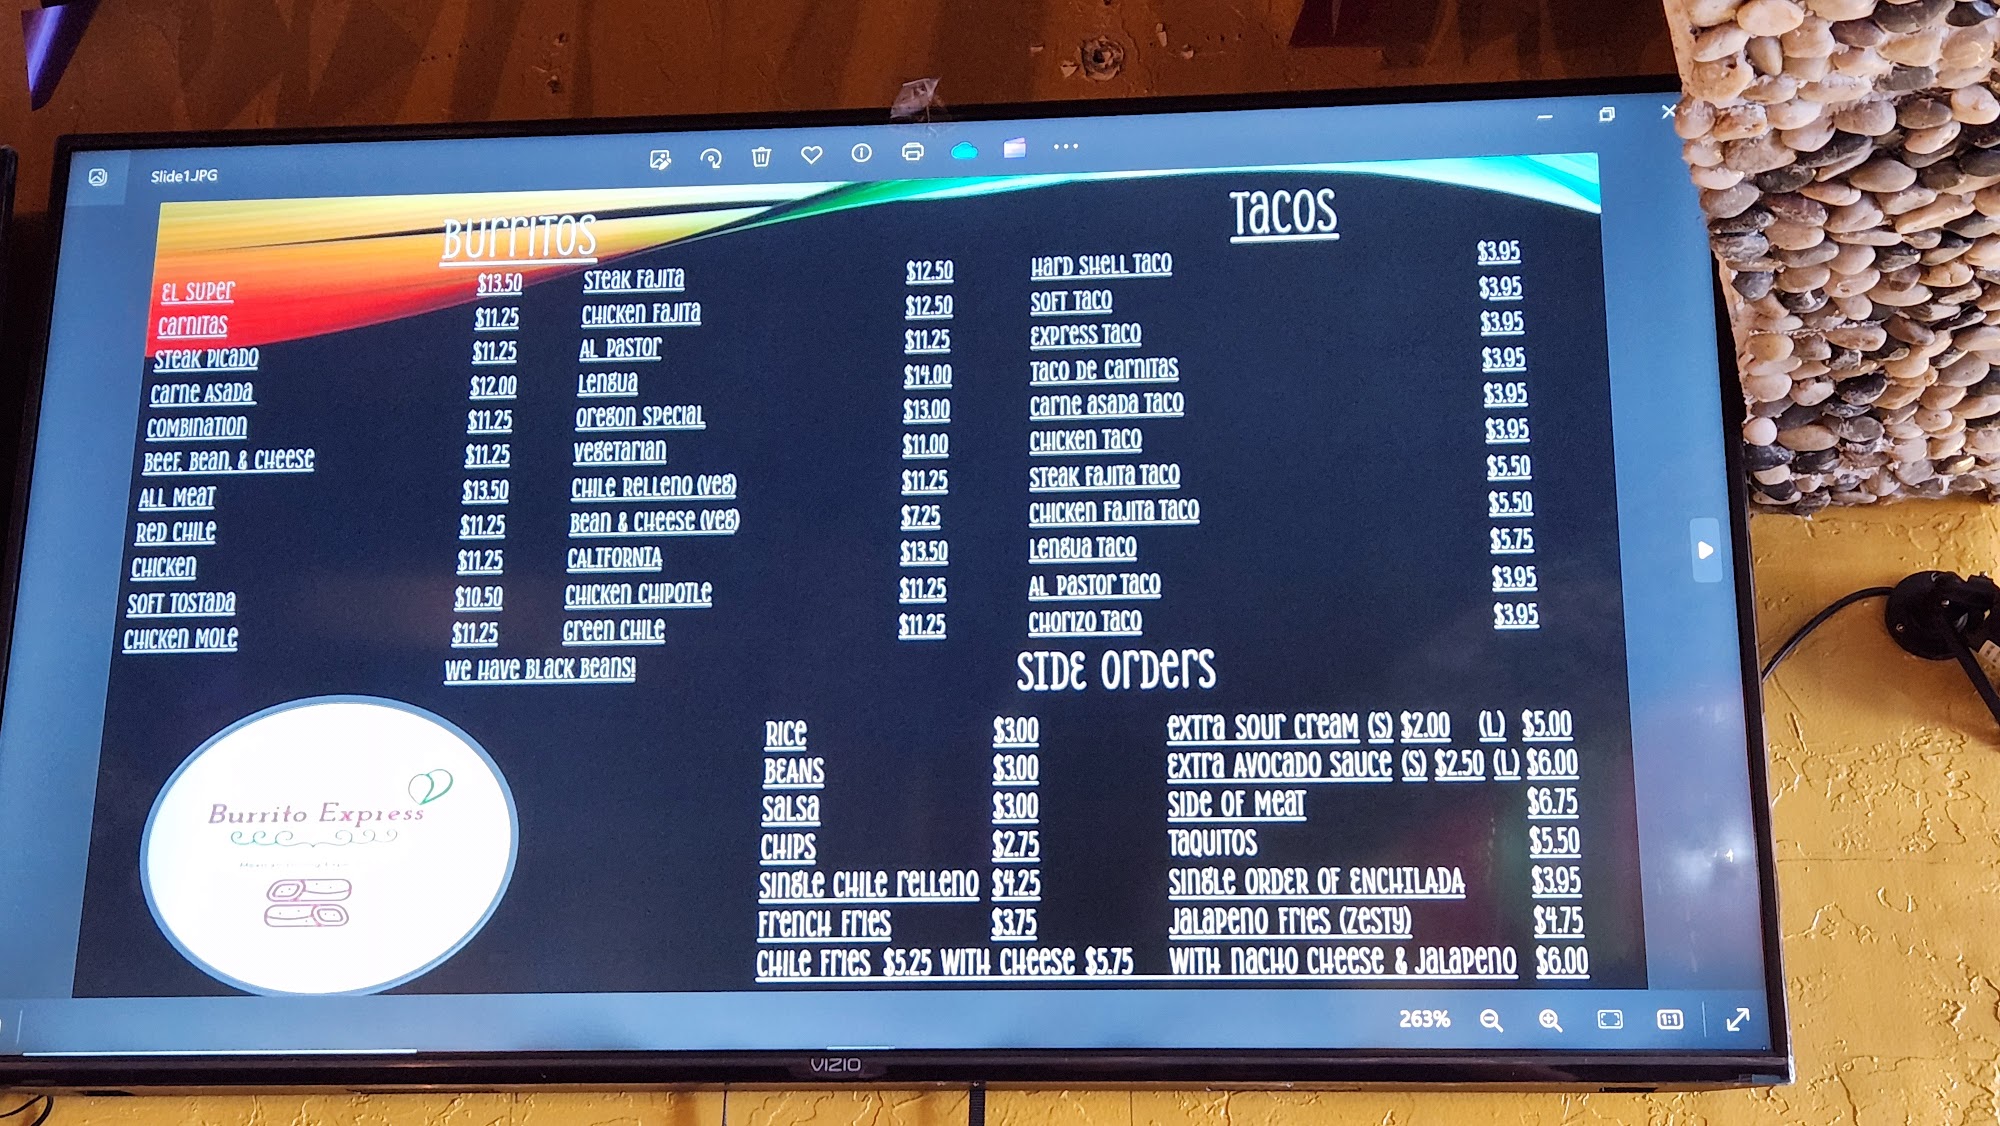 Slide1.JPG
BURRITOS
EL SUPER $13.50
CARNITAS $11.25
STEAK PICADO $11.25
CARNE ASADA $12.00
COMBINATION $11.25
BEEF, BEAN, & CHEESE $11.25
ALL MEAT $13.50
RED CHILE $11.25
CHICKEN $11.25
SOFT TOSTADA $10.50
CHICKEN MOLE $11.25
STEAK FAJITA $12.50
CHICKEN FAJITA $12.50
AL PASTOR $11.25
LENGUA $14.00
OREGON SPECIAL $13.00
VEGETARIAN $11.00
CHILE RELLENO (VEG) $11.25
BEAN & CHEESE (VEG) $7.25
CALIFORNIA $13.50
CHICKEN CHIPOTLE $11.25
GREEN CHILE $11.25
WE HAVE BLACK BEANS!
TACOS
HARD SHELL TACO $3.95
SOFT TACO $3.95
EXPRESS TACO $3.95
TACO DE CARNITAS $3.95
CARNE ASADA TACO $3.95
CHICKEN TACO $3.95
STEAK FAJITA TACO $5.50
CHICKEN FAJITA TACO $5.50
LENGUA TACO $5.75
AL PASTOR TACO $3.95
CHORIZO TACO $3.95
SIDE ORDERS
RICE $3.00
BEANS $3.00
SALSA $3.00
CHIPS $2.75
SINGLE CHILE RELLENO $4.25
FRENCH FRIES $3.75
CHILE FRIES $5.25 WITH CHEESE $5.75
EXTRA SOUR CREAM (S) $2.00 (L) $5.00
EXTRA AVOCADO SAUCE (S) $2.50 (L) $6.00
SIDE OF MEAT $6.75
TAQUITOS $5.50
SINGLE ORDER OF ENCHILADA $3.95
JALAPENO FRIES (ZESTY) $4.75
WITH NACHO CHEESE & JALAPENO $6.00
Burrito Express
263%
1:1
VIZIO